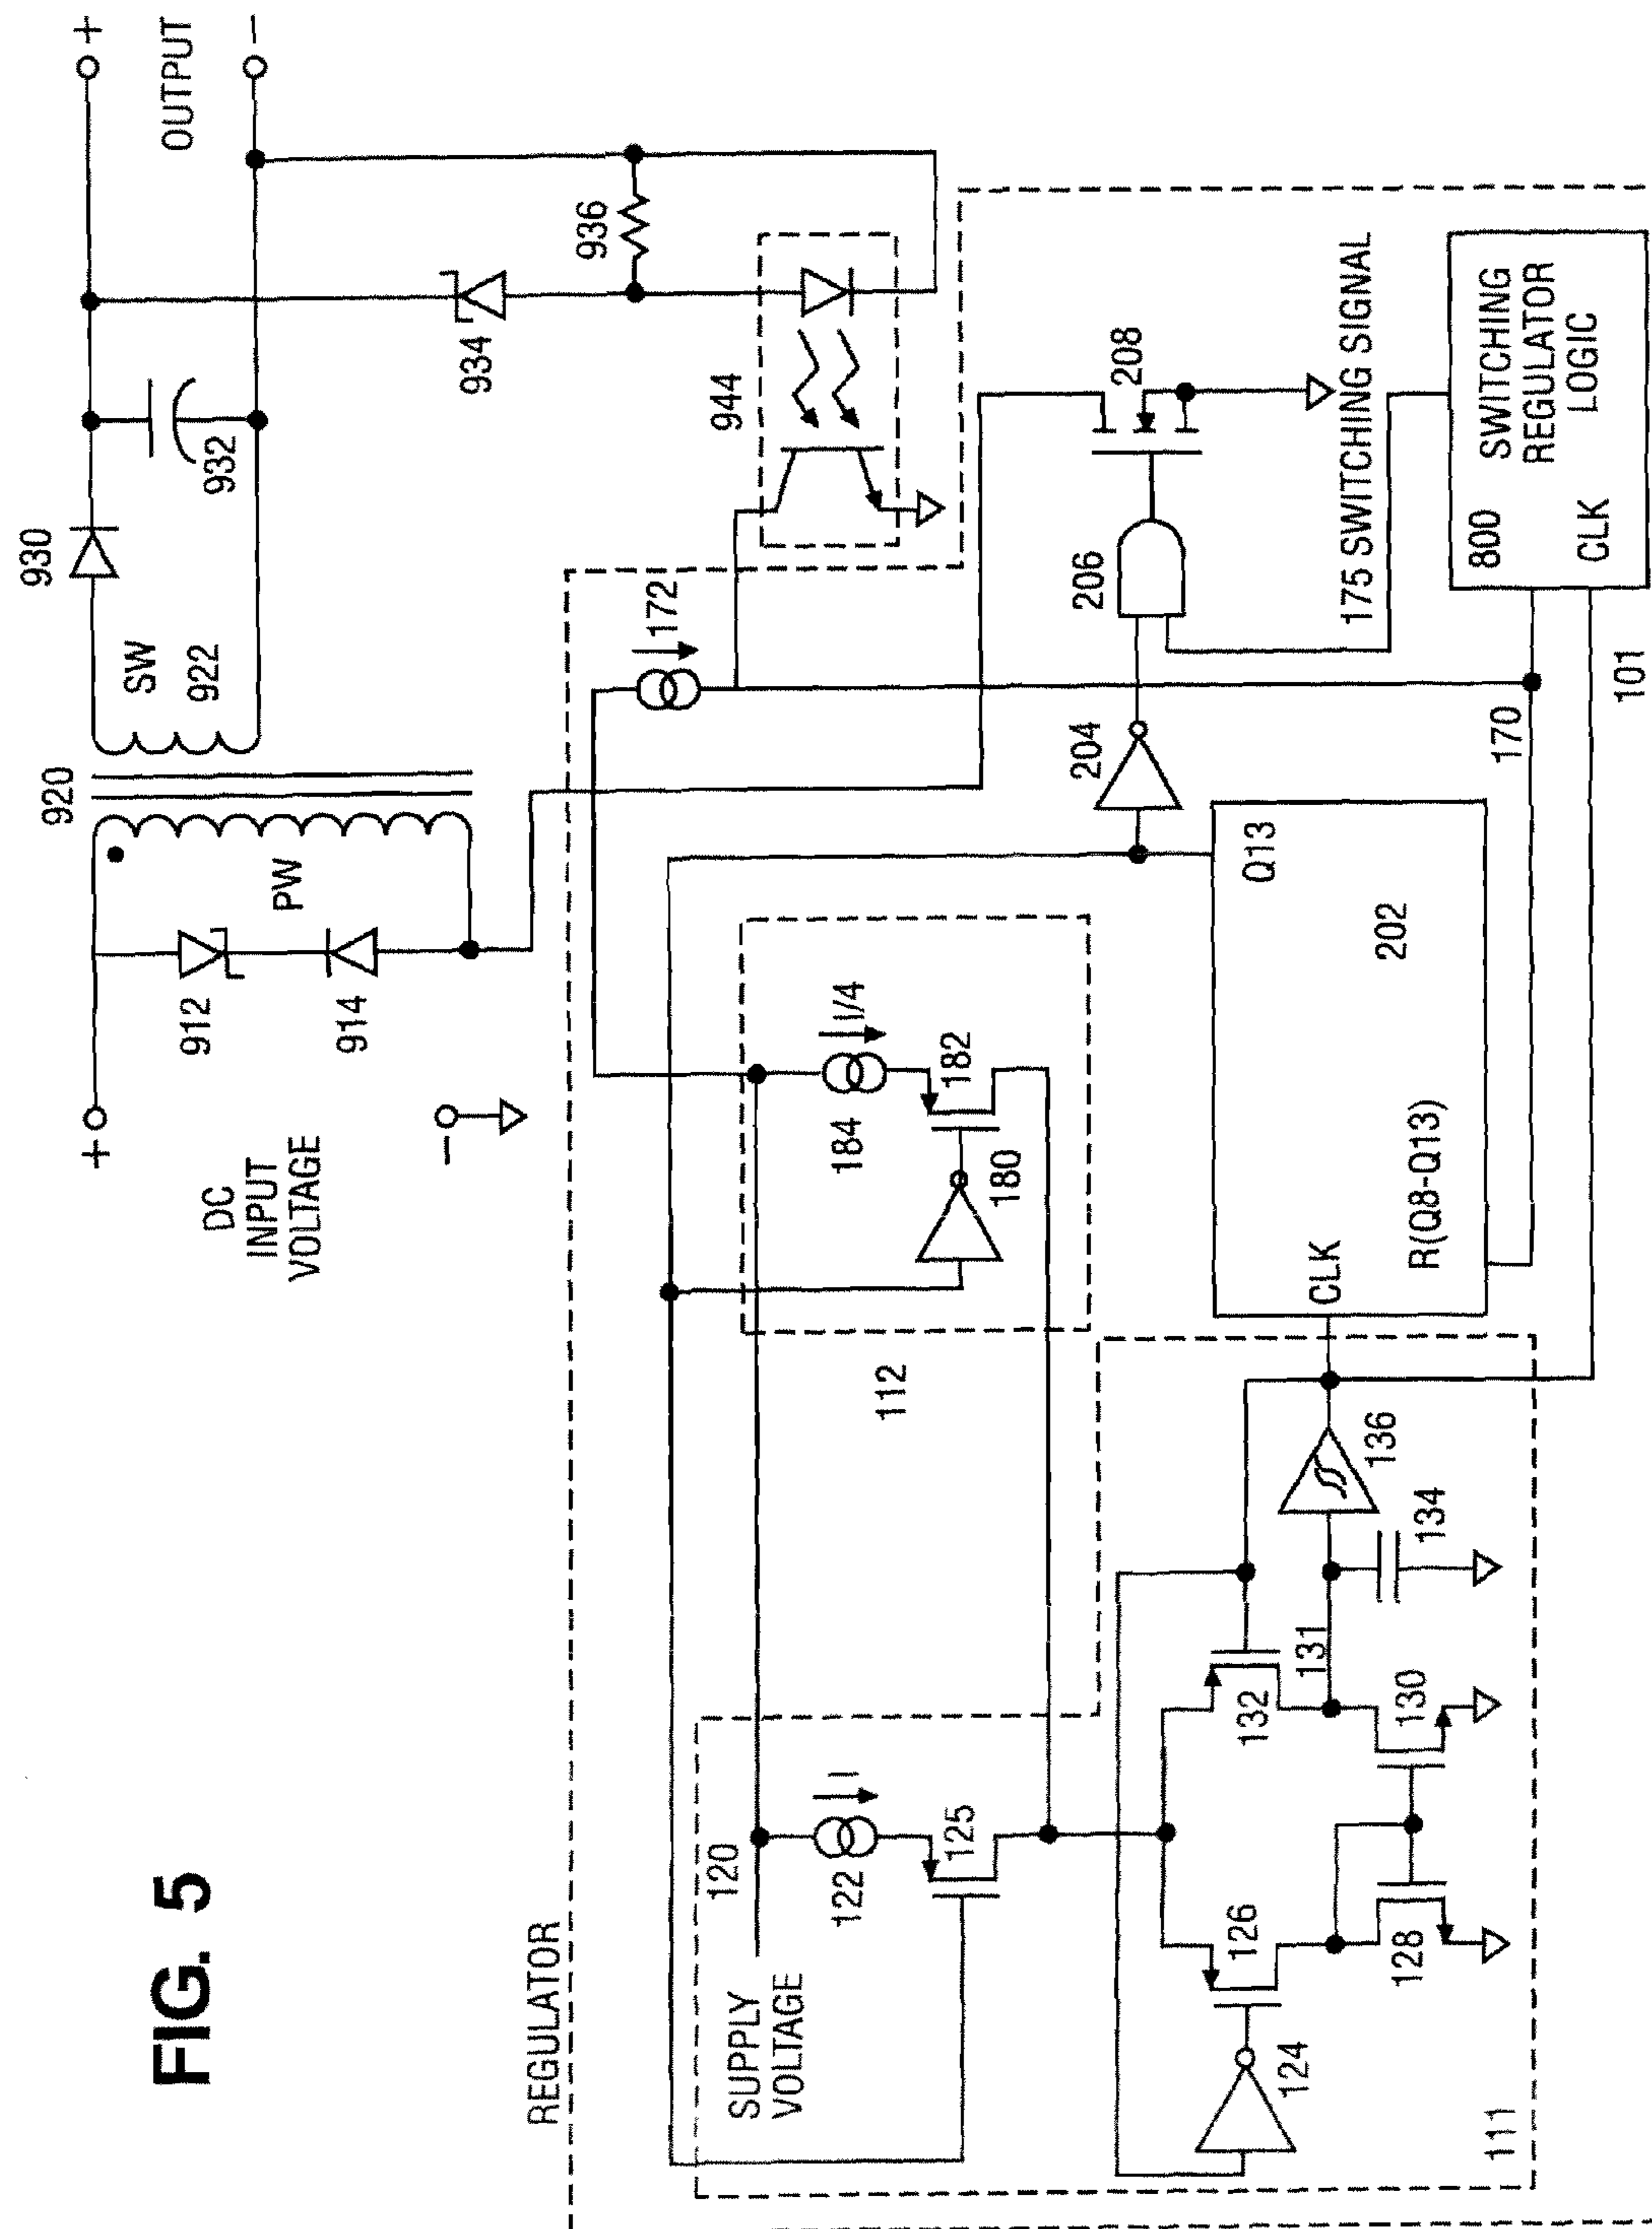 FIG. 5
+
OUTPUT
−
930
932
SW
922
920
PW
912
914
+
DC
INPUT
VOLTAGE
−
934
936
944
172
REGULATOR
SUPPLY
VOLTAGE
120
122
I
125
112
184
I/4
182
180
204
206
208
175 SWITCHING SIGNAL
800
SWITCHING
REGULATOR
LOGIC
CLK
101
170
Q13
202
CLK
R(Q8-Q13)
136
134
131
132
130
126
128
124
111